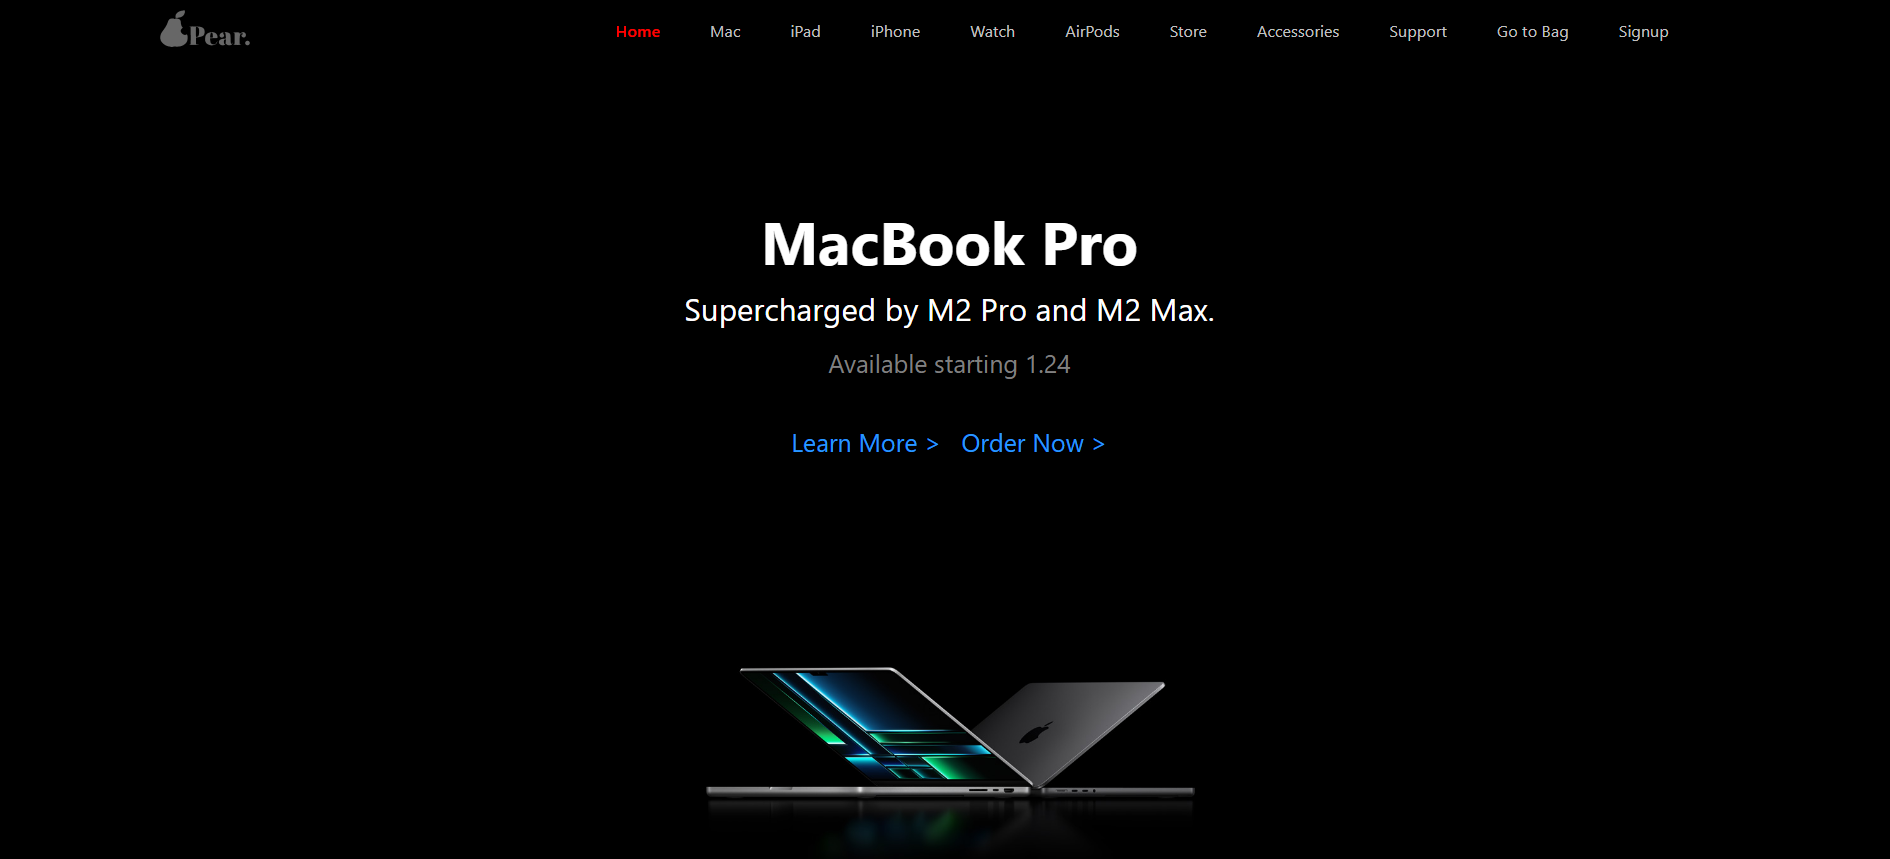 Pear.
Home Mac iPad iPhone Watch AirPods Store Accessories Support Go to Bag Signup
MacBook Pro
Supercharged by M2 Pro and M2 Max.
Available starting 1.24
Learn More > Order Now >